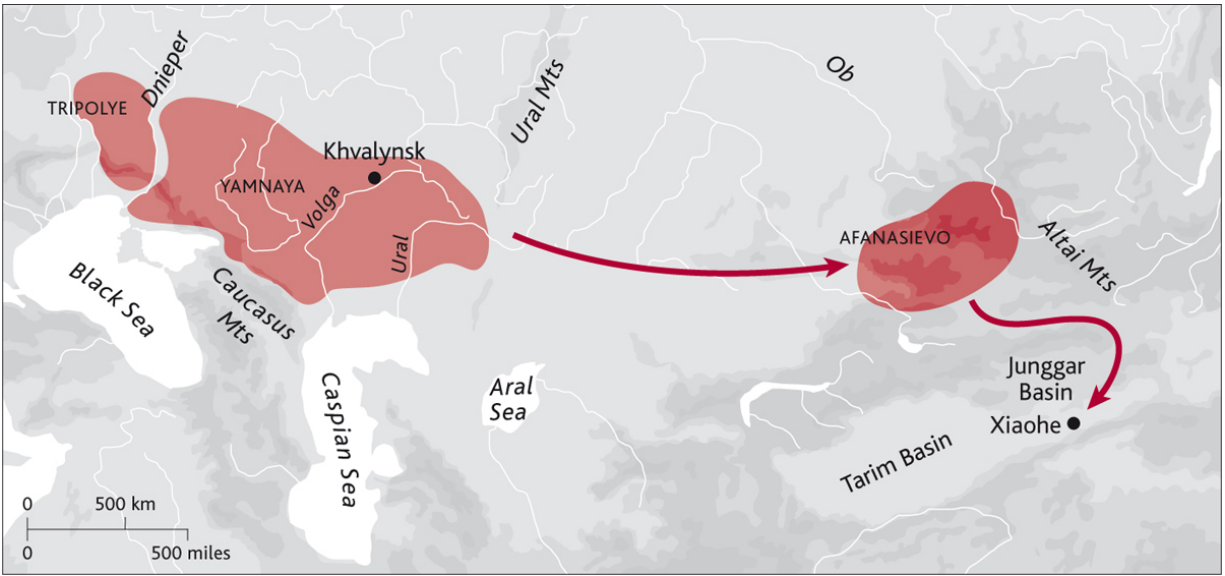 TRIPOLYE
Dnieper
Ural Mts
Ob
Khvalynsk
YAMNAYA
Volga
Ural
AFANASIEVO
Altai Mts
Black Sea
Caucasus
Mts
Caspian Sea
Aral
Sea
Junggar
Basin
Xiaohe
Tarim Basin
0 500 km
0 500 miles